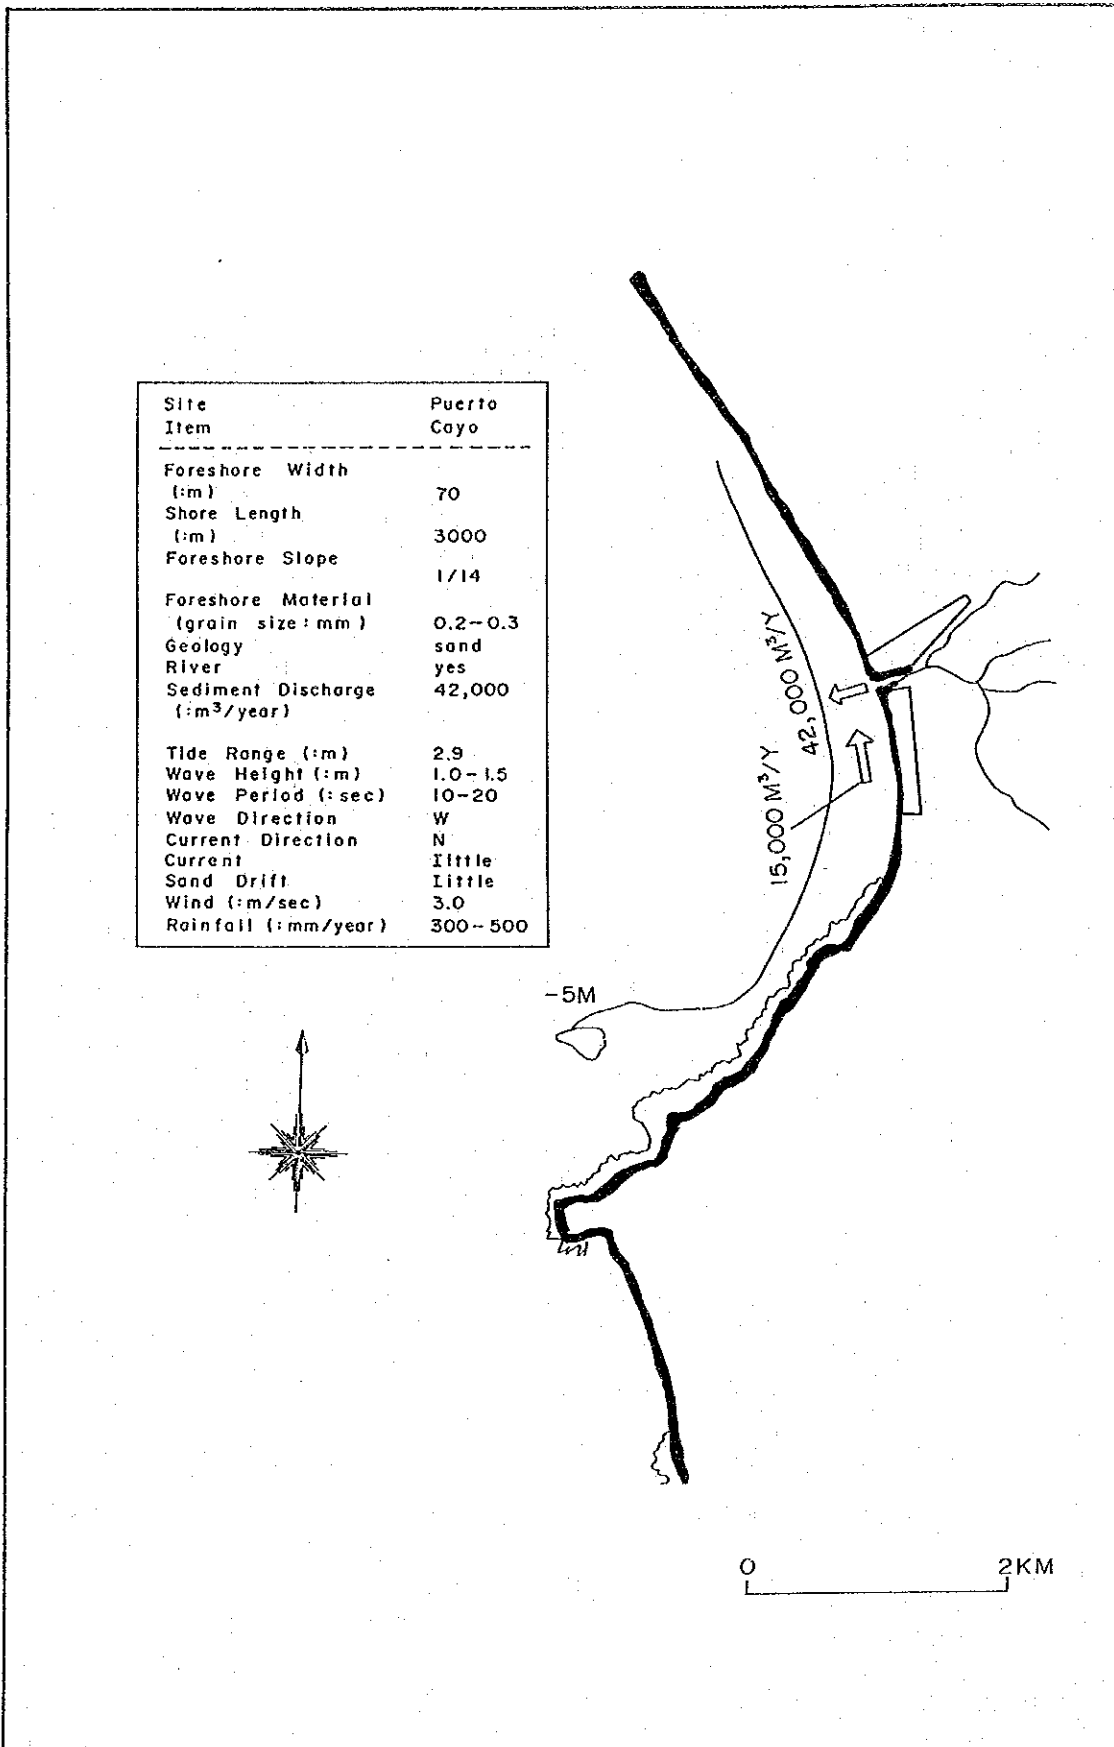 Site Puerto
Item Cayo
Foreshore Width
(:m) 70
Shore Length
(:m) 3000
Foreshore Slope
1/14
Foreshore Material
(grain size: mm) 0.2-0.3
Geology sand
River yes
Sediment Discharge 42,000
(:m³/year)
Tide Range (:m) 2.9
Wave Height (:m) 1.0-1.5
Wave Period (:sec) 10-20
Wave Direction W
Current Direction N
Current little
Sand Drift Little
Wind (:m/sec) 3.0
Rainfall (:mm/year) 300-500
42,000 M³/Y
15,000 M³/Y
-5M
0 2KM